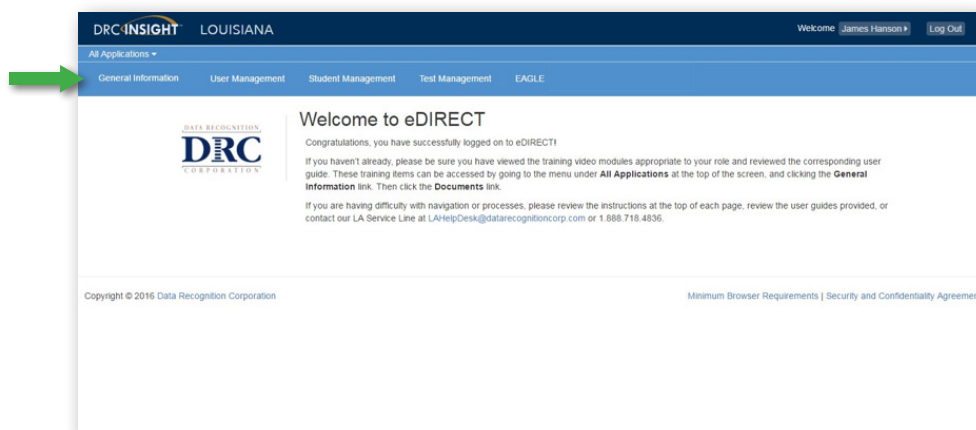 DRC INSIGHT LOUISIANA
Welcome James Hanson Log Out
All Applications
General Information User Management Student Management Test Management EAGLE
DATA RECOGNITION
DRC
CORPORATION
Welcome to eDIRECT
Congratulations, you have successfully logged on to eDIRECT!
If you haven't already, please be sure you have viewed the training video modules appropriate to your role and reviewed the corresponding user
guide. These training items can be accessed by going to the menu under All Applications at the top of the screen, and clicking the General
Information link. Then click the Documents link.
If you are having difficulty with navigation or processes, please review the instructions at the top of each page, review the user guides provided, or
contact our LA Service Line at LAHelpDesk@datarecognitioncorp.com or 1.888.718.4836.
Copyright © 2016 Data Recognition Corporation
Minimum Browser Requirements | Security and Confidentiality Agreemen